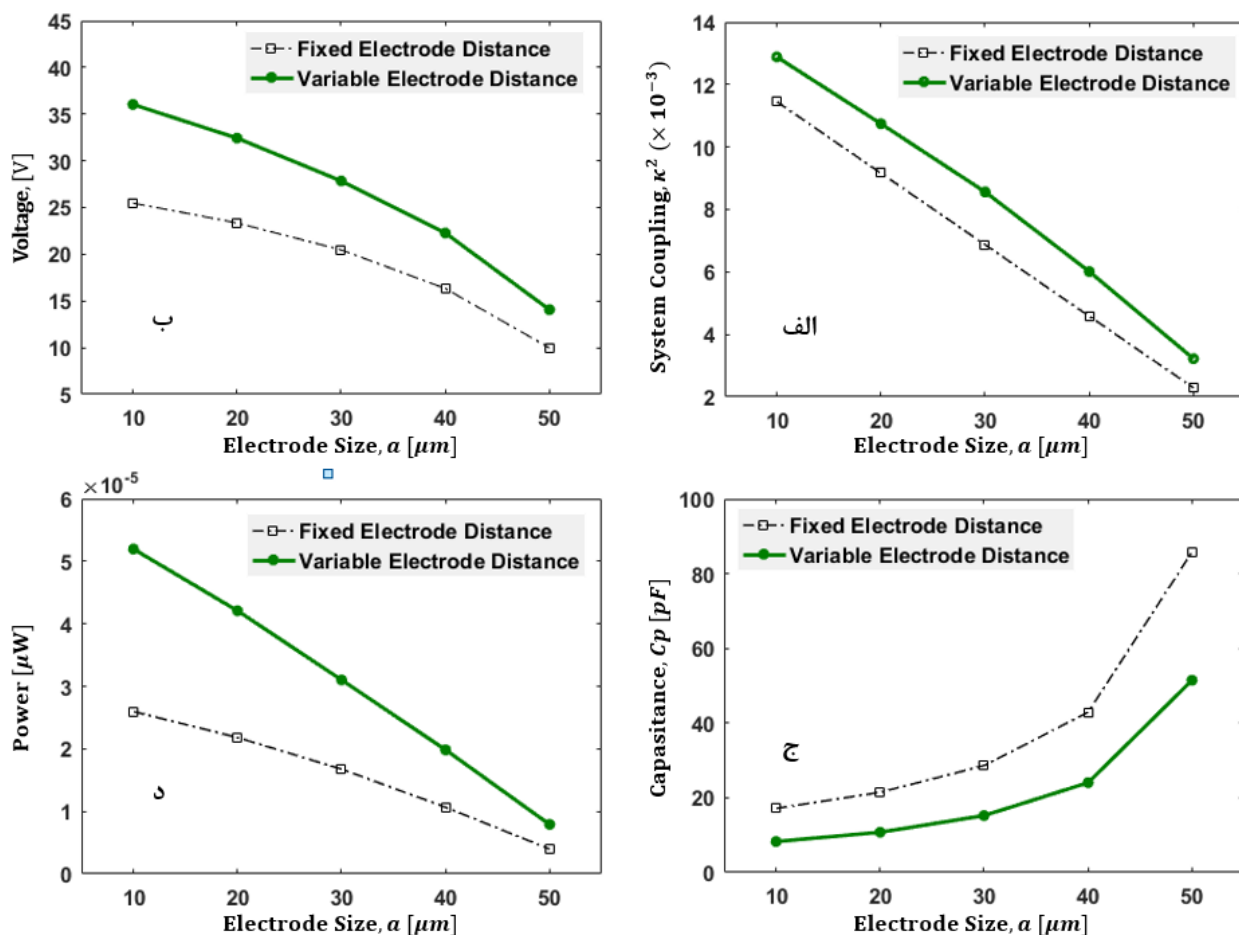 45
40
35
30
25
20
15
10
5
Voltage, [V]
Fixed Electrode Distance
Variable Electrode Distance
ب
10 20 30 40 50
Electrode Size, a [μm]
14
12
10
8
6
4
2
System Coupling, κ² (× 10⁻³)
Fixed Electrode Distance
Variable Electrode Distance
الف
10 20 30 40 50
Electrode Size, a [μm]
×10⁻⁵
6
5
4
3
2
1
0
Power [μW]
Fixed Electrode Distance
Variable Electrode Distance
د
10 20 30 40 50
Electrode Size, a [μm]
100
80
60
40
20
0
Capasitance, Cp [pF]
Fixed Electrode Distance
Variable Electrode Distance
ج
10 20 30 40 50
Electrode Size, a [μm]